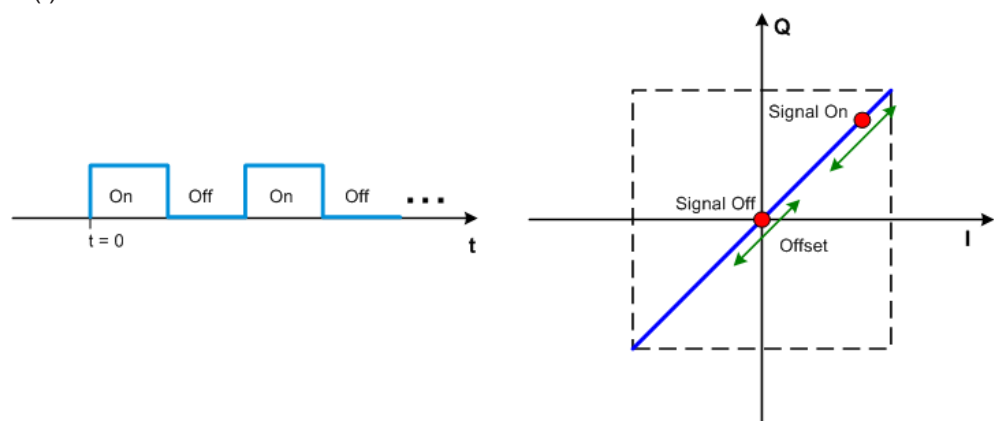 On Off On Off ...
t = 0
t
Q
Signal On
Signal Off
I
Offset